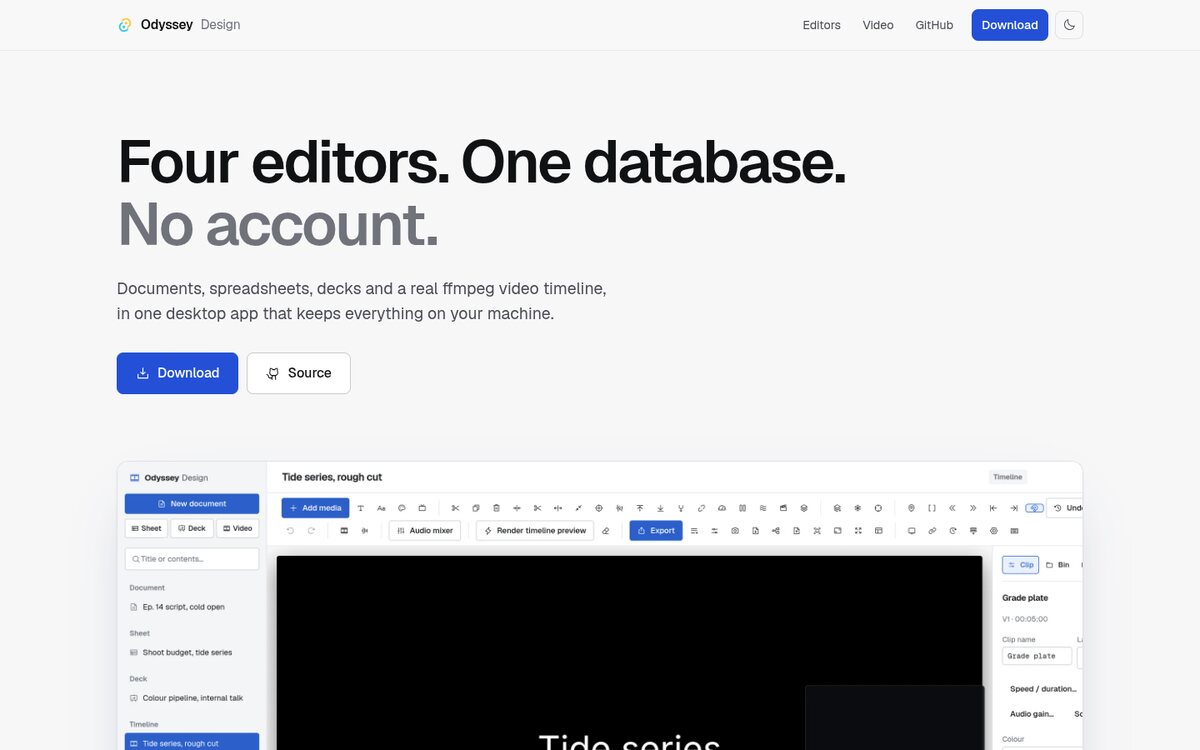 Odyssey Design
Editors Video GitHub Download
Four editors. One database.
No account.
Documents, spreadsheets, decks and a real ffmpeg video timeline,
in one desktop app that keeps everything on your machine.
Download Source
Odyssey Design
New document
Sheet Deck Video
Title or contents...
Document
Ep. 14 script, cold open
Sheet
Shoot budget, tide series
Deck
Colour pipeline, internal talk
Timeline
Tide series, rough cut
Tide series, rough cut Timeline
Add media T Aa
Audio mixer Render timeline preview Export
Tide series
Clip Bin
Grade plate
V1 · 00:05:00
Clip name
Grade plate
Speed / duration...
Audio gain...
Colour